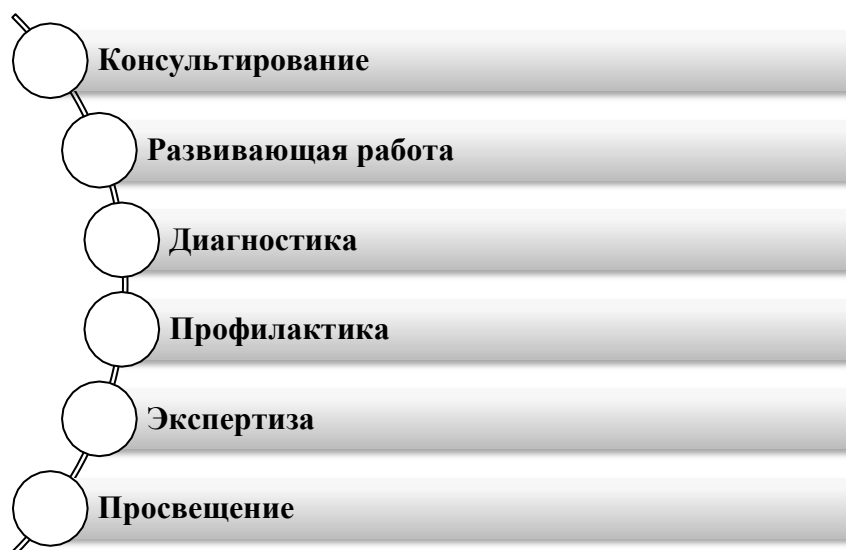 Консультирование
Развивающая работа
Диагностика
Профилактика
Экспертиза
Просвещение